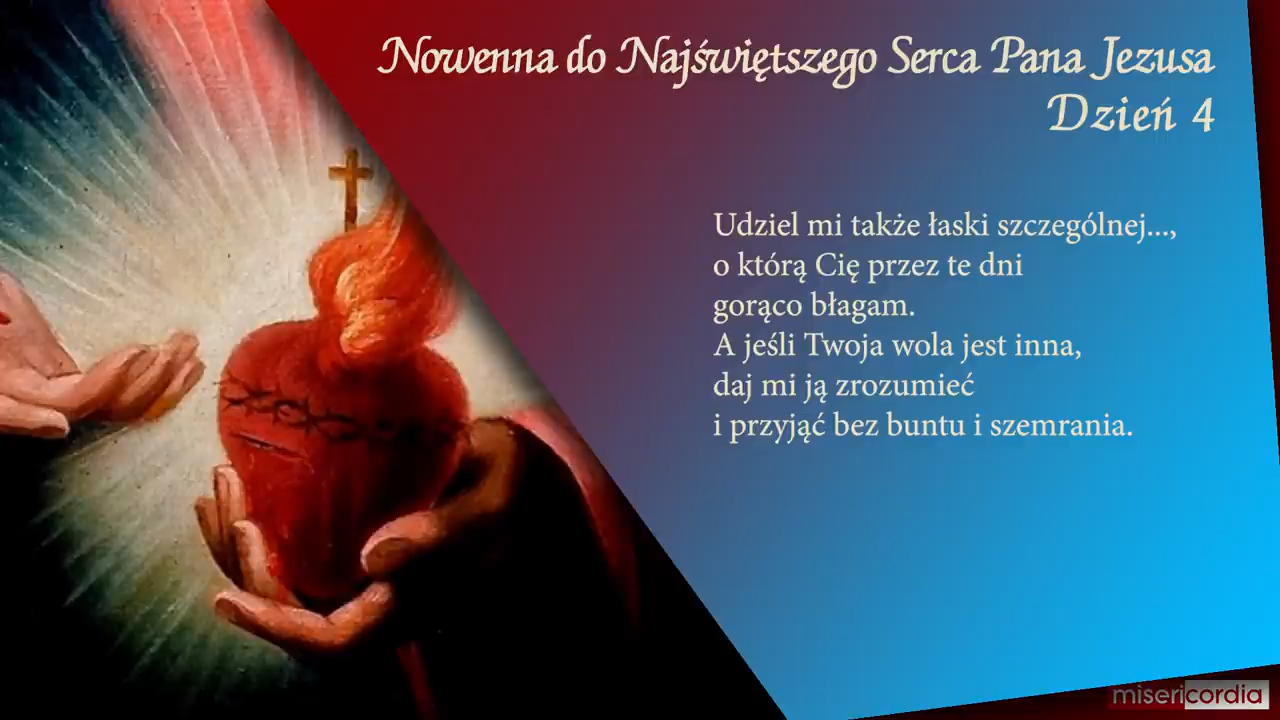 Nowenna do Najświętszego Serca Pana Jezusa
Dzień 4
Udziel mi także łaski szczególnej...,
o którą Cię przez te dni
gorąco błagam.
A jeśli Twoja wola jest inna,
daj mi ją zrozumieć
i przyjąć bez buntu i szemrania.
misericordia